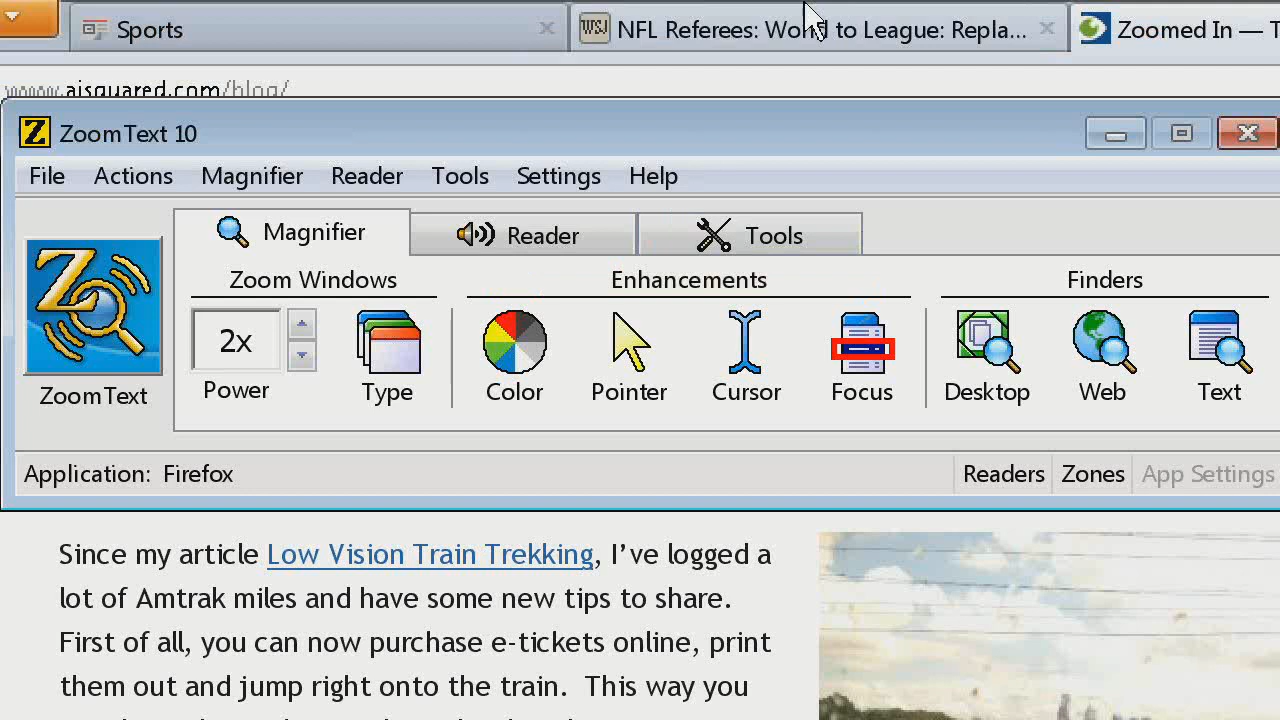 Sports
WSJ NFL Referees: World to League: Repla...
Zoomed In — T
www.aisquared.com/blog/
ZoomText 10
File Actions Magnifier Reader Tools Settings Help
Magnifier Reader Tools
Zoom Windows Enhancements Finders
2x
Power Type Color Pointer Cursor Focus Desktop Web Text
ZoomText
Application: Firefox Readers Zones App Settings
Since my article Low Vision Train Trekking, I’ve logged a
lot of Amtrak miles and have some new tips to share.
First of all, you can now purchase e-tickets online, print
them out and jump right onto the train. This way you